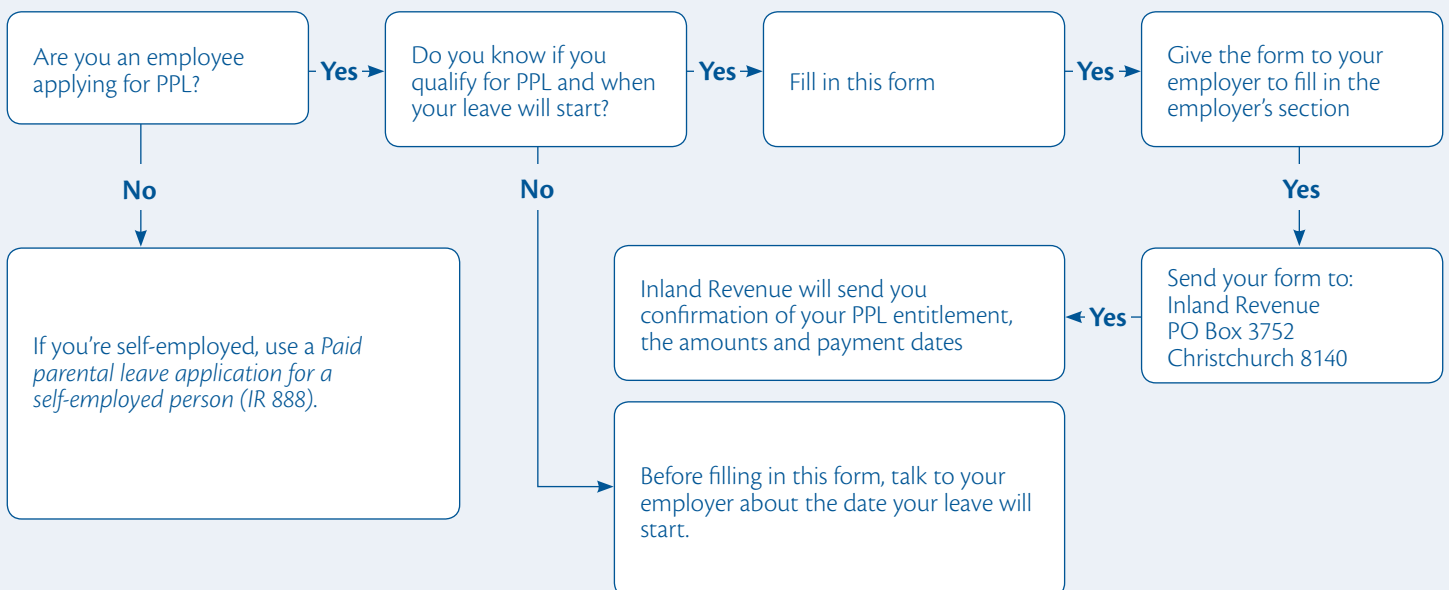 Are you an employee
applying for PPL?
Yes
Do you know if you
qualify for PPL and when
your leave will start?
Yes
Fill in this form
Yes
Give the form to your
employer to fill in the
employer's section
No
No
Yes
If you're self-employed, use a Paid
parental leave application for a
self-employed person (IR 888).
Inland Revenue will send you
confirmation of your PPL entitlement,
the amounts and payment dates
Yes
Send your form to:
Inland Revenue
PO Box 3752
Christchurch 8140
Before filling in this form, talk to your
employer about the date your leave will
start.